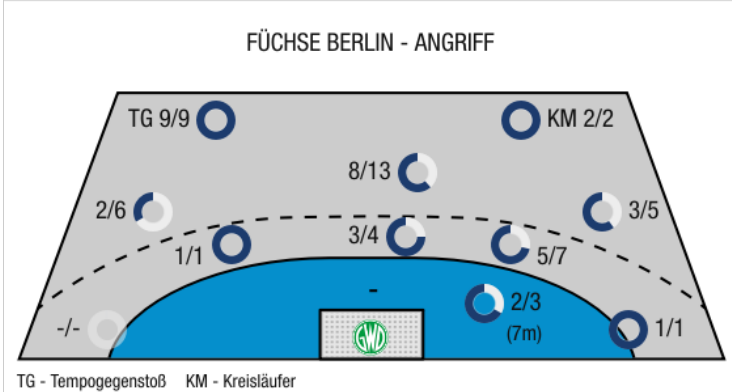 FÜCHSE BERLIN - ANGRIFF
TG 9/9
KM 2/2
8/13
2/6
3/5
3/4
1/1
5/7
-
2/3
(7m)
-/-
GWD
1/1
TG - Tempogegenstoß KM - Kreisläufer